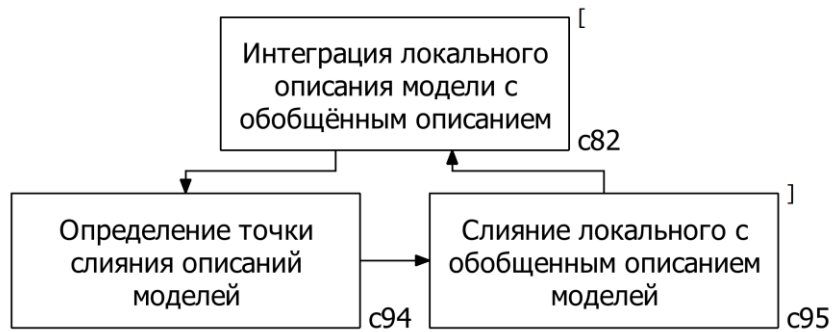 [
Интеграция локального
описания модели с
обобщённым описанием
c82
Определение точки
слияния описаний
моделей
c94
]
Слияние локального с
обобщенным описанием
моделей
c95